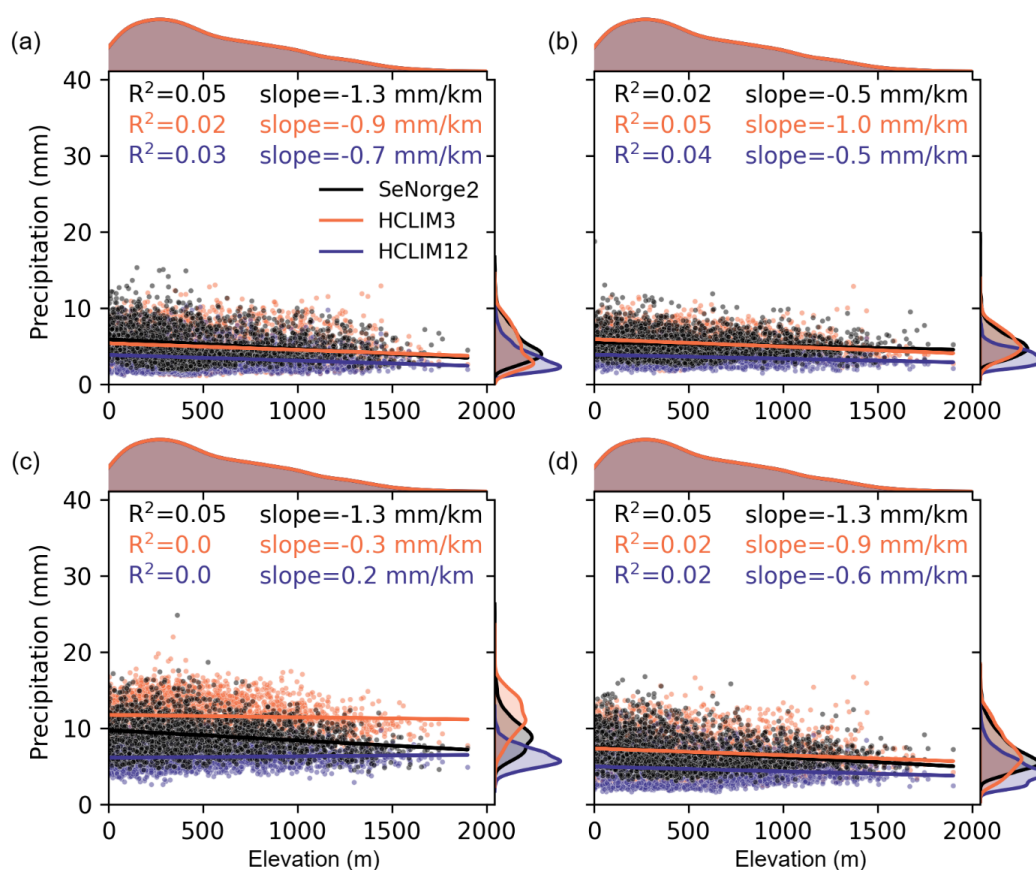 (a)
(b)
40
30
20
10
0
Precipitation (mm)
R²=0.05 slope=-1.3 mm/km
R²=0.02 slope=-0.9 mm/km
R²=0.03 slope=-0.7 mm/km
SeNorge2
HCLIM3
HCLIM12
0 500 1000 1500 2000
R²=0.02 slope=-0.5 mm/km
R²=0.05 slope=-1.0 mm/km
R²=0.04 slope=-0.5 mm/km
0 500 1000 1500 2000
(c)
(d)
40
30
20
10
0
Precipitation (mm)
R²=0.05 slope=-1.3 mm/km
R²=0.0 slope=-0.3 mm/km
R²=0.0 slope=0.2 mm/km
0 500 1000 1500 2000
Elevation (m)
R²=0.05 slope=-1.3 mm/km
R²=0.02 slope=-0.9 mm/km
R²=0.02 slope=-0.6 mm/km
0 500 1000 1500 2000
Elevation (m)